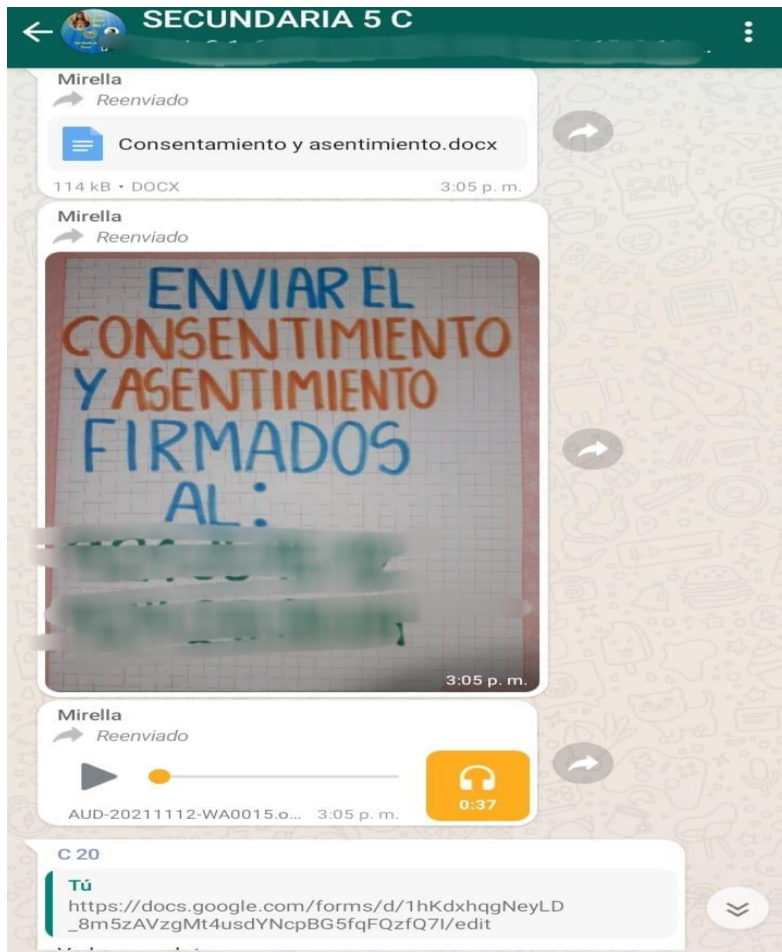 SECUNDARIA 5 C
Mirella
Reenviado
Consentamiento y asentimiento.docx
114 kB • DOCX 3:05 p. m.
Mirella
Reenviado
ENVIAR EL
CONSENTIMIENTO
Y ASENTIMIENTO
FIRMADOS
AL:
3:05 p. m.
Mirella
Reenviado
0:37
AUD-20211112-WA0015.o... 3:05 p. m.
C 20
Tú
https://docs.google.com/forms/d/1hKdxhqgNeyLD
_8m5zAVzgMt4usdYNcpBG5fqFQzfQ7I/edit